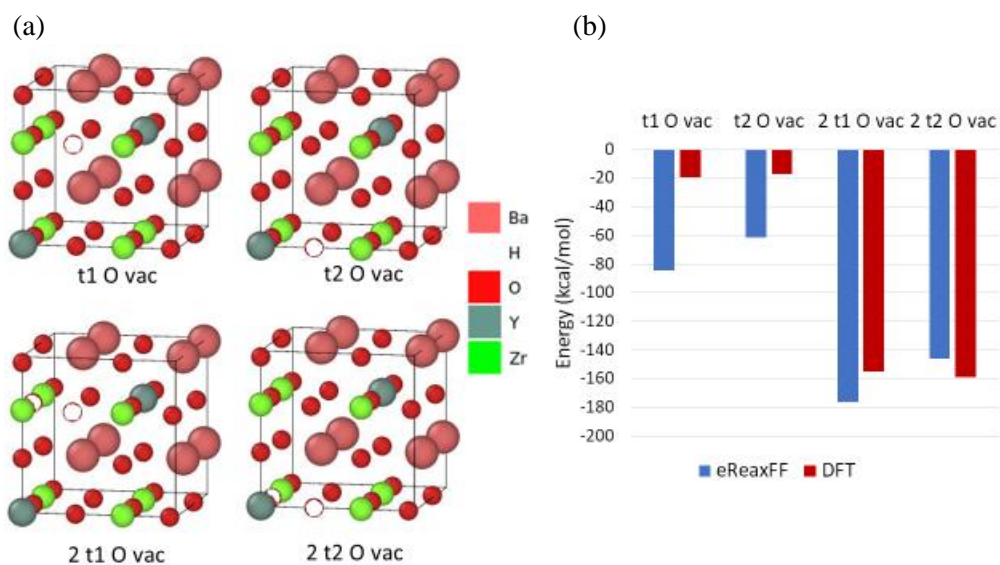 (a)
t1 O vac
t2 O vac
2 t1 O vac
2 t2 O vac
Ba
H
O
Y
Zr
(b)
t1 O vac t2 O vac 2 t1 O vac 2 t2 O vac
0
-20
-40
-60
-80
-100
-120
-140
-160
-180
-200
Energy (kcal/mol)
eReaxFF DFT